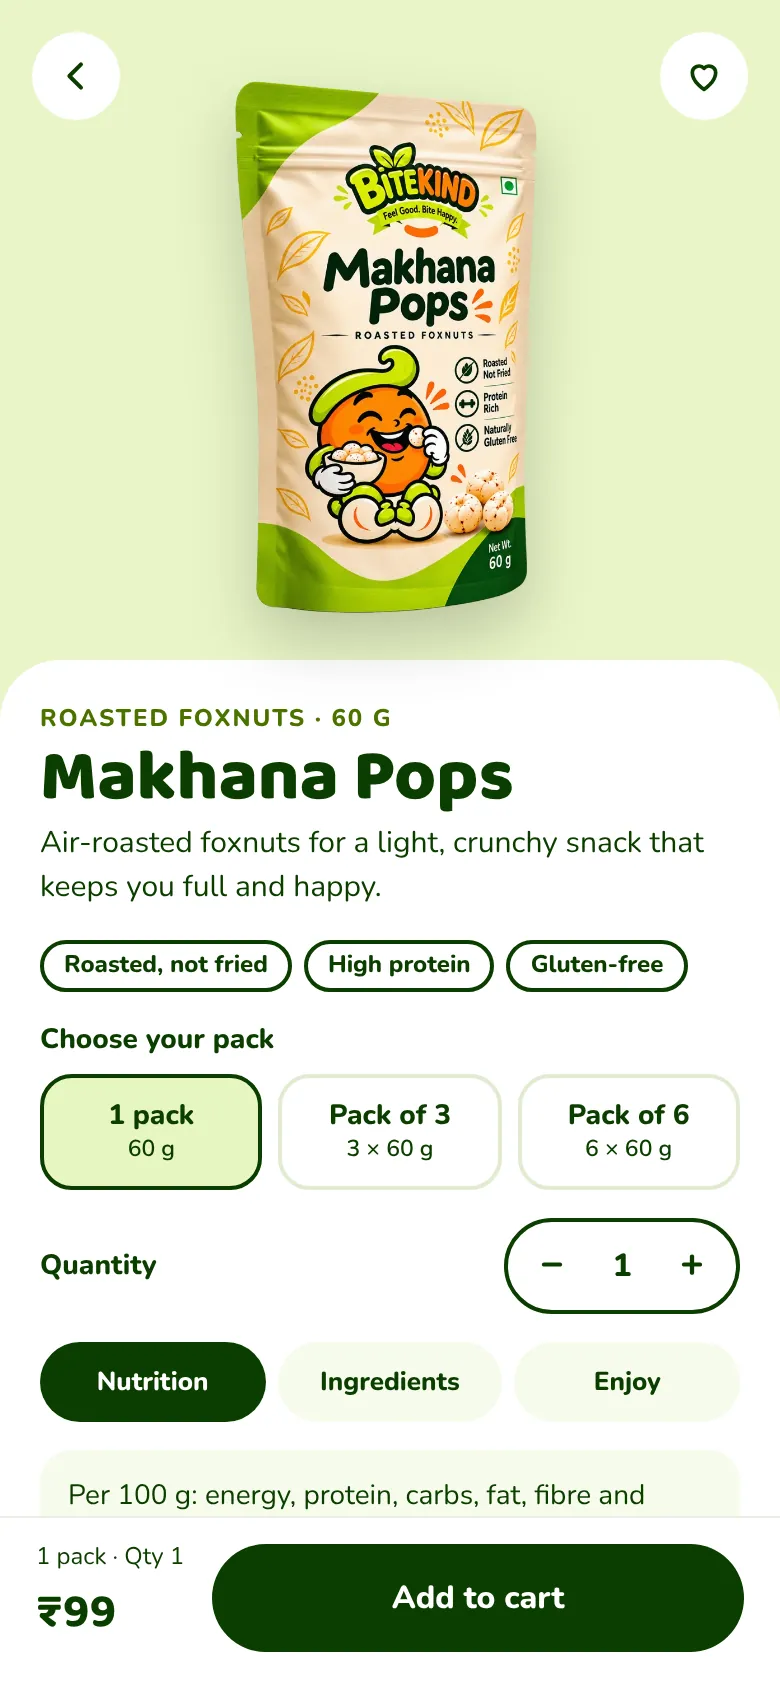 BiTEKIND
Feel Good. Bite Happy.
Makhana
Pops
ROASTED FOXNUTS
Roasted
Not Fried
Protein
Rich
Naturally
Gluten Free
Net Wt.
60 g
ROASTED FOXNUTS · 60 G
Makhana Pops
Air-roasted foxnuts for a light, crunchy snack that
keeps you full and happy.
Roasted, not fried High protein Gluten-free
Choose your pack
1 pack Pack of 3 Pack of 6
60 g 3 × 60 g 6 × 60 g
Quantity − 1 +
Nutrition Ingredients Enjoy
Per 100 g: energy, protein, carbs, fat, fibre and
1 pack · Qty 1
₹99
Add to cart